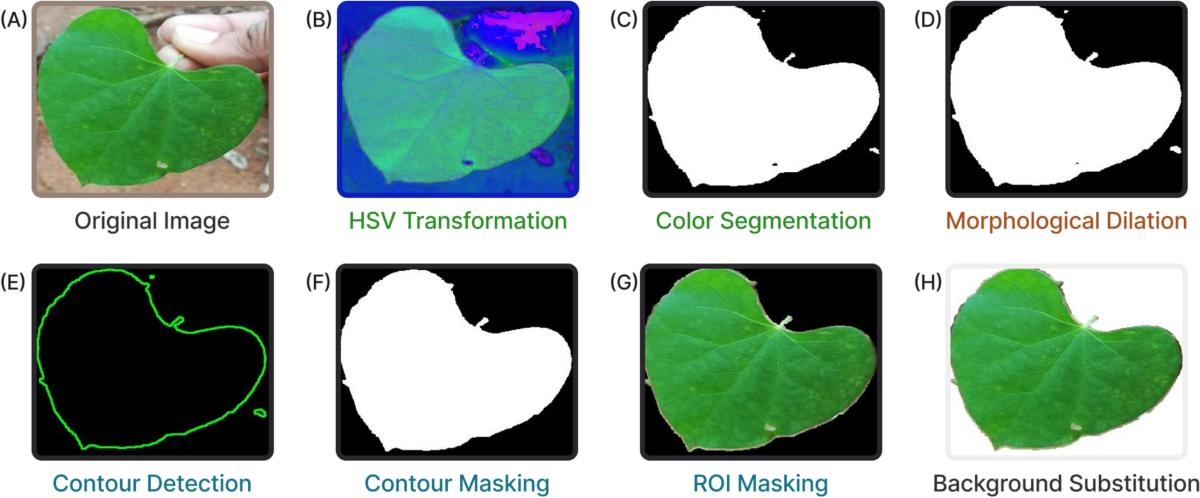 (A)
(B)
(C)
(D)
Original Image
HSV Transformation
Color Segmentation
Morphological Dilation
(E)
(F)
(G)
(H)
Contour Detection
Contour Masking
ROI Masking
Background Substitution